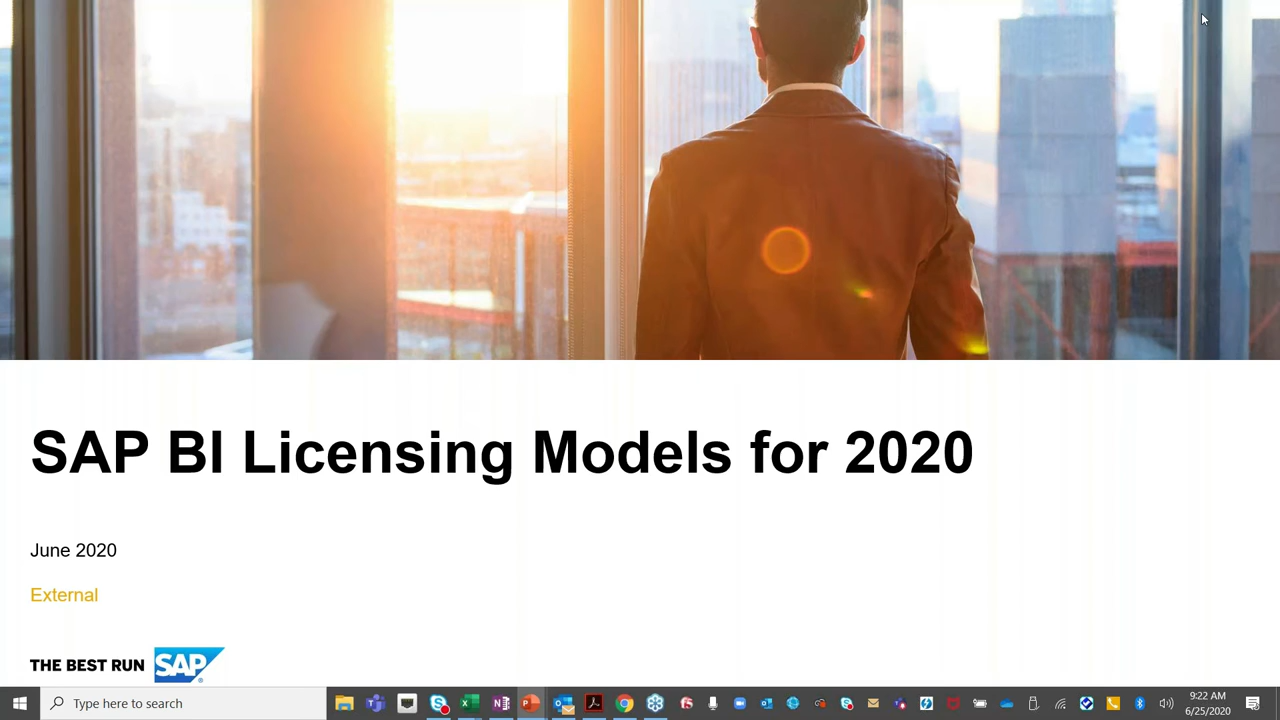 SAP BI Licensing Models for 2020
June 2020
External
THE BEST RUN SAP
Type here to search
9:22 AM
6/25/2020